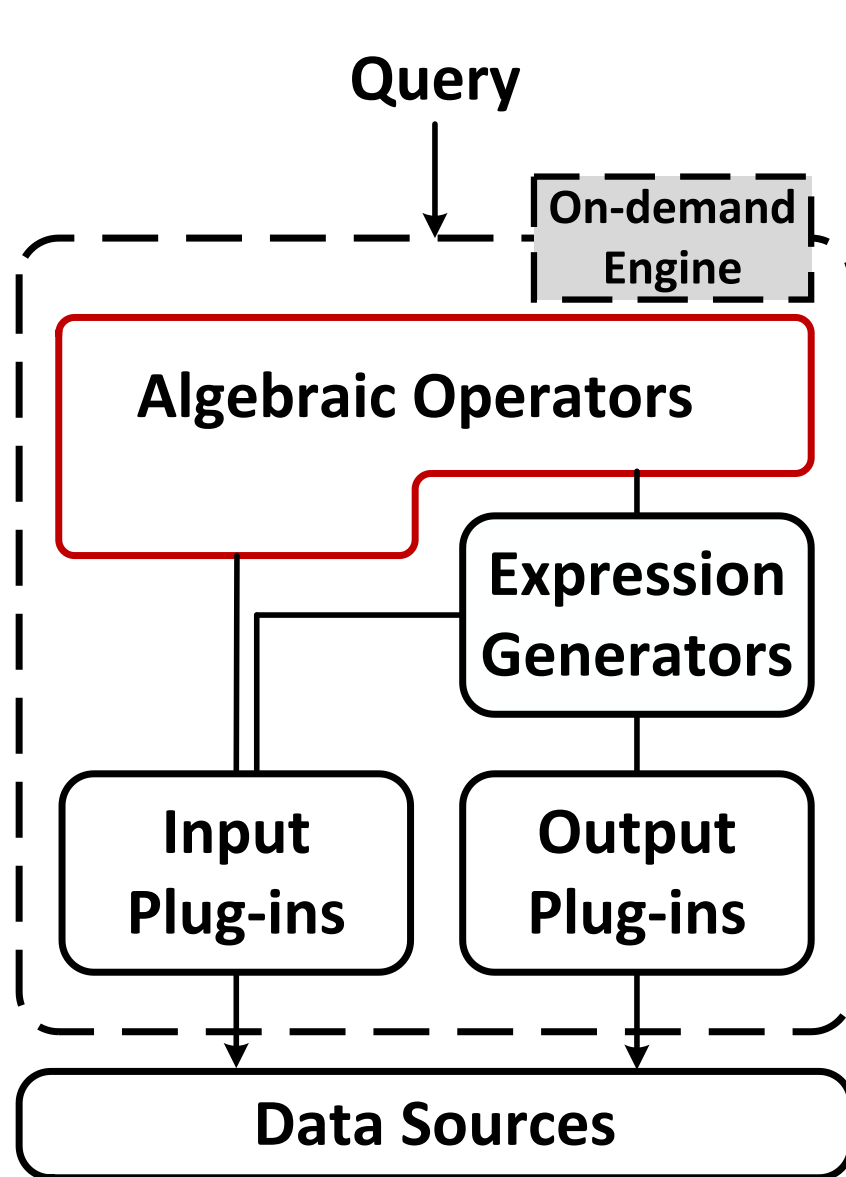 Query
On-demand
Engine
Algebraic Operators
Expression
Generators
Input
Plug-ins
Output
Plug-ins
Data Sources